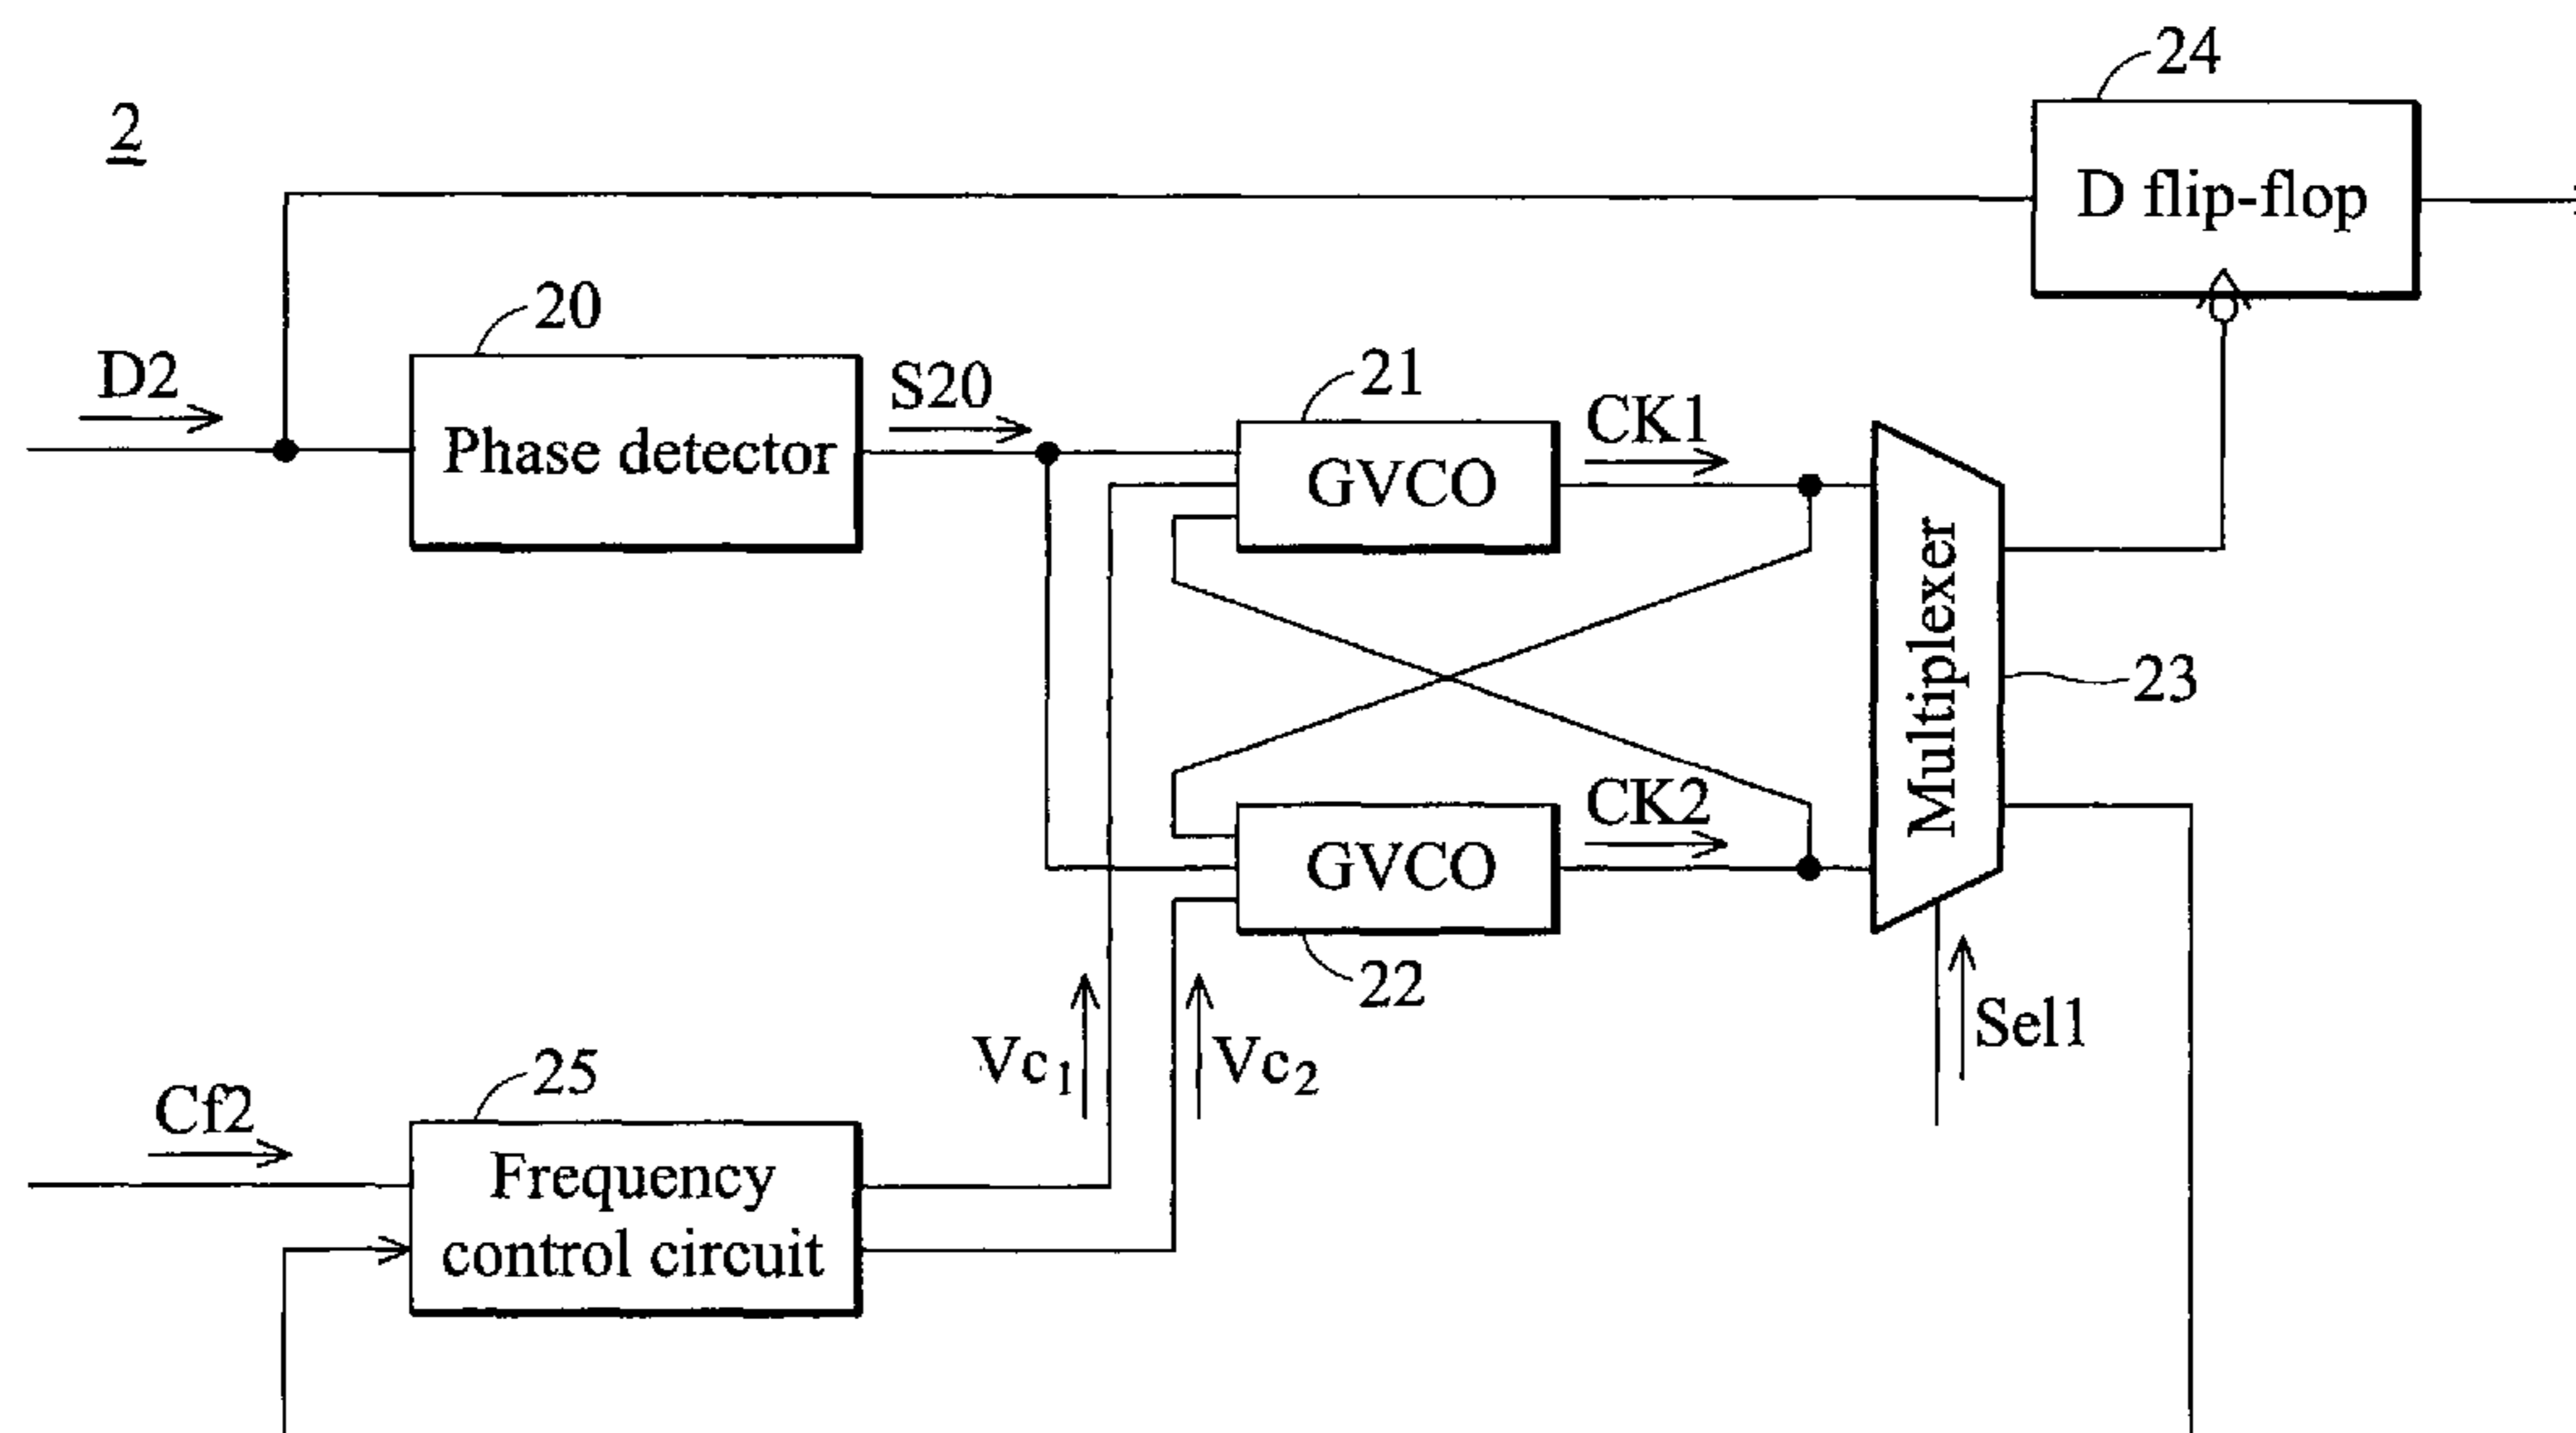 2
24
D flip-flop
20
D2
Phase detector
S20
21
GVCO
CK1
Multiplexer
23
GVCO
CK2
22
Sel1
Vc1
Vc2
25
Cf2
Frequency
control circuit